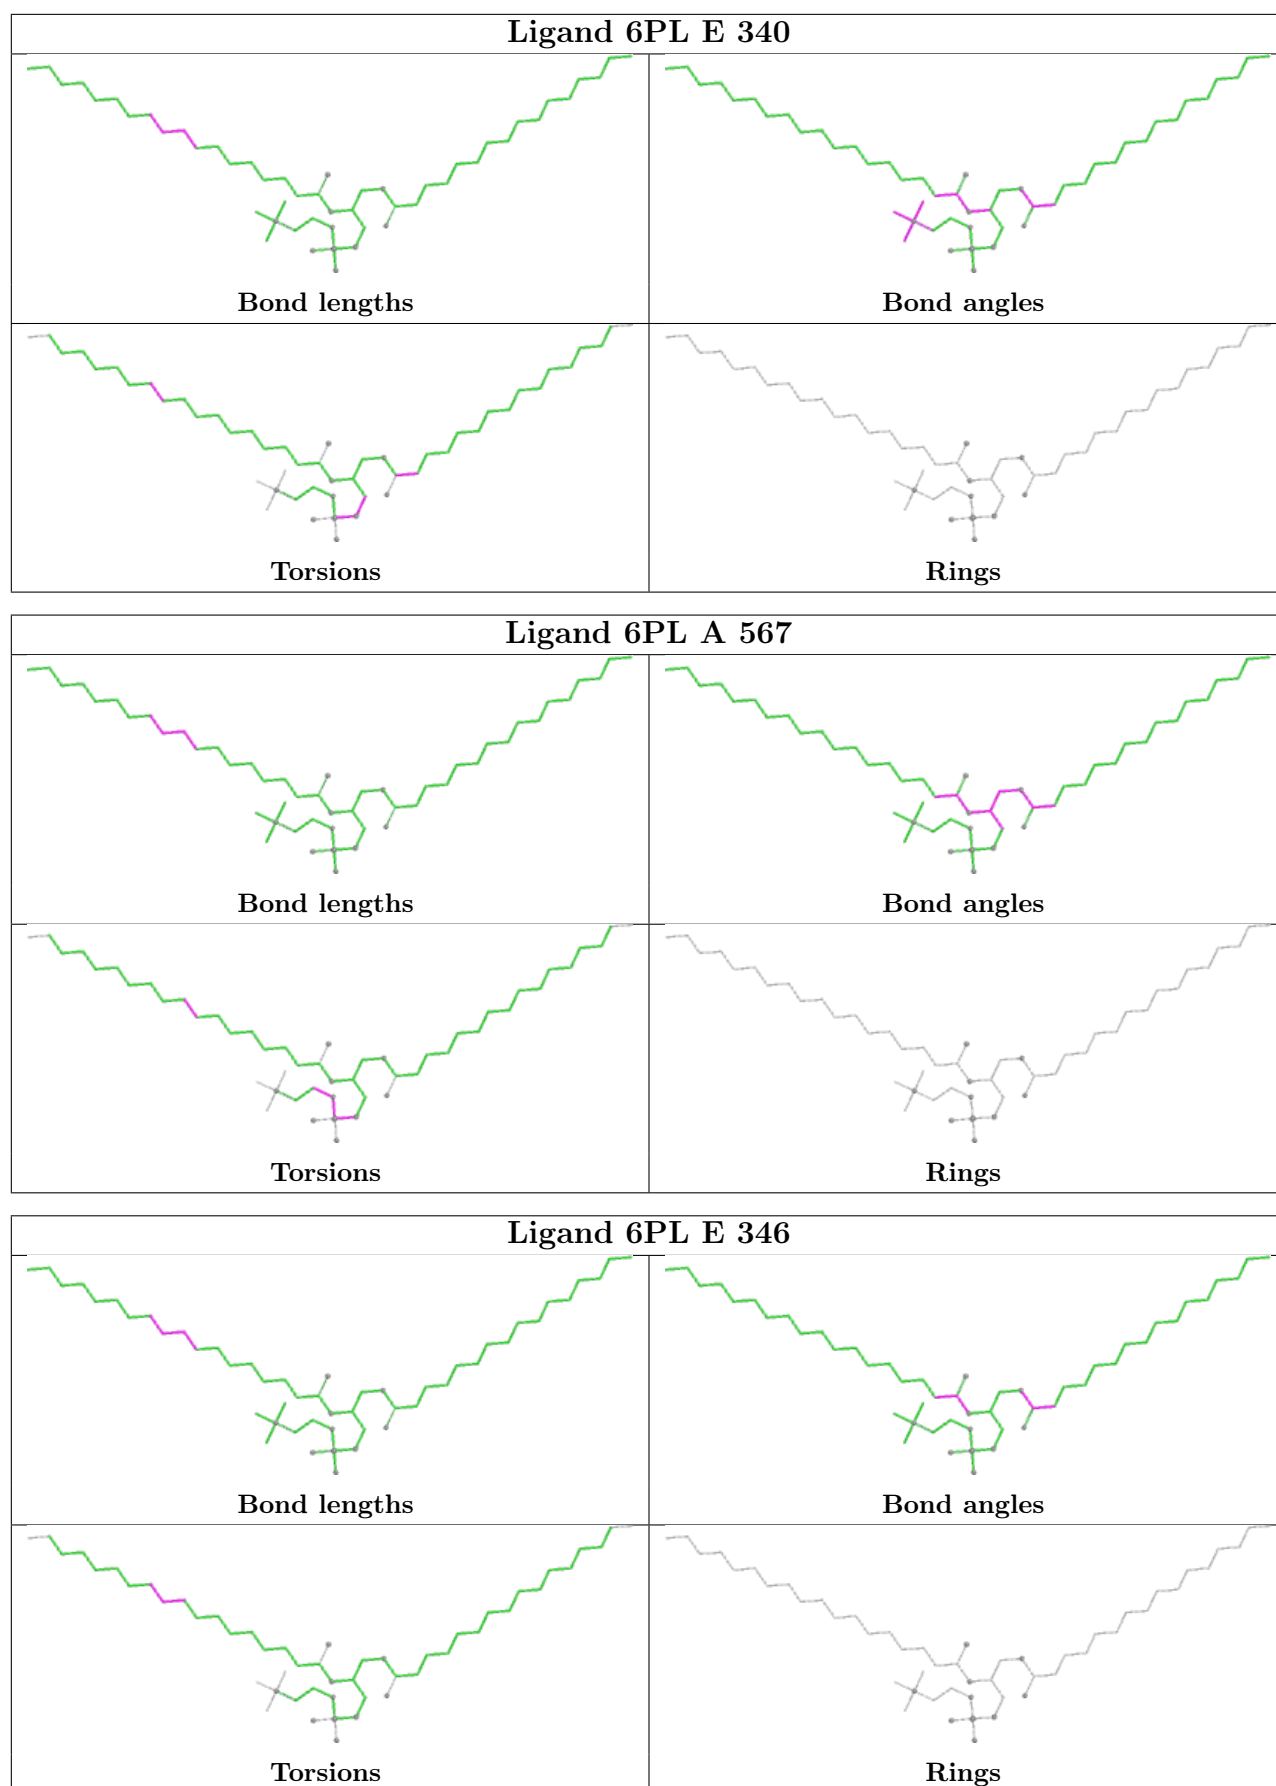 Ligand 6PL E 340
Bond lengths
Bond angles
Torsions
Rings
Ligand 6PL A 567
Bond lengths
Bond angles
Torsions
Rings
Ligand 6PL E 346
Bond lengths
Bond angles
Torsions
Rings